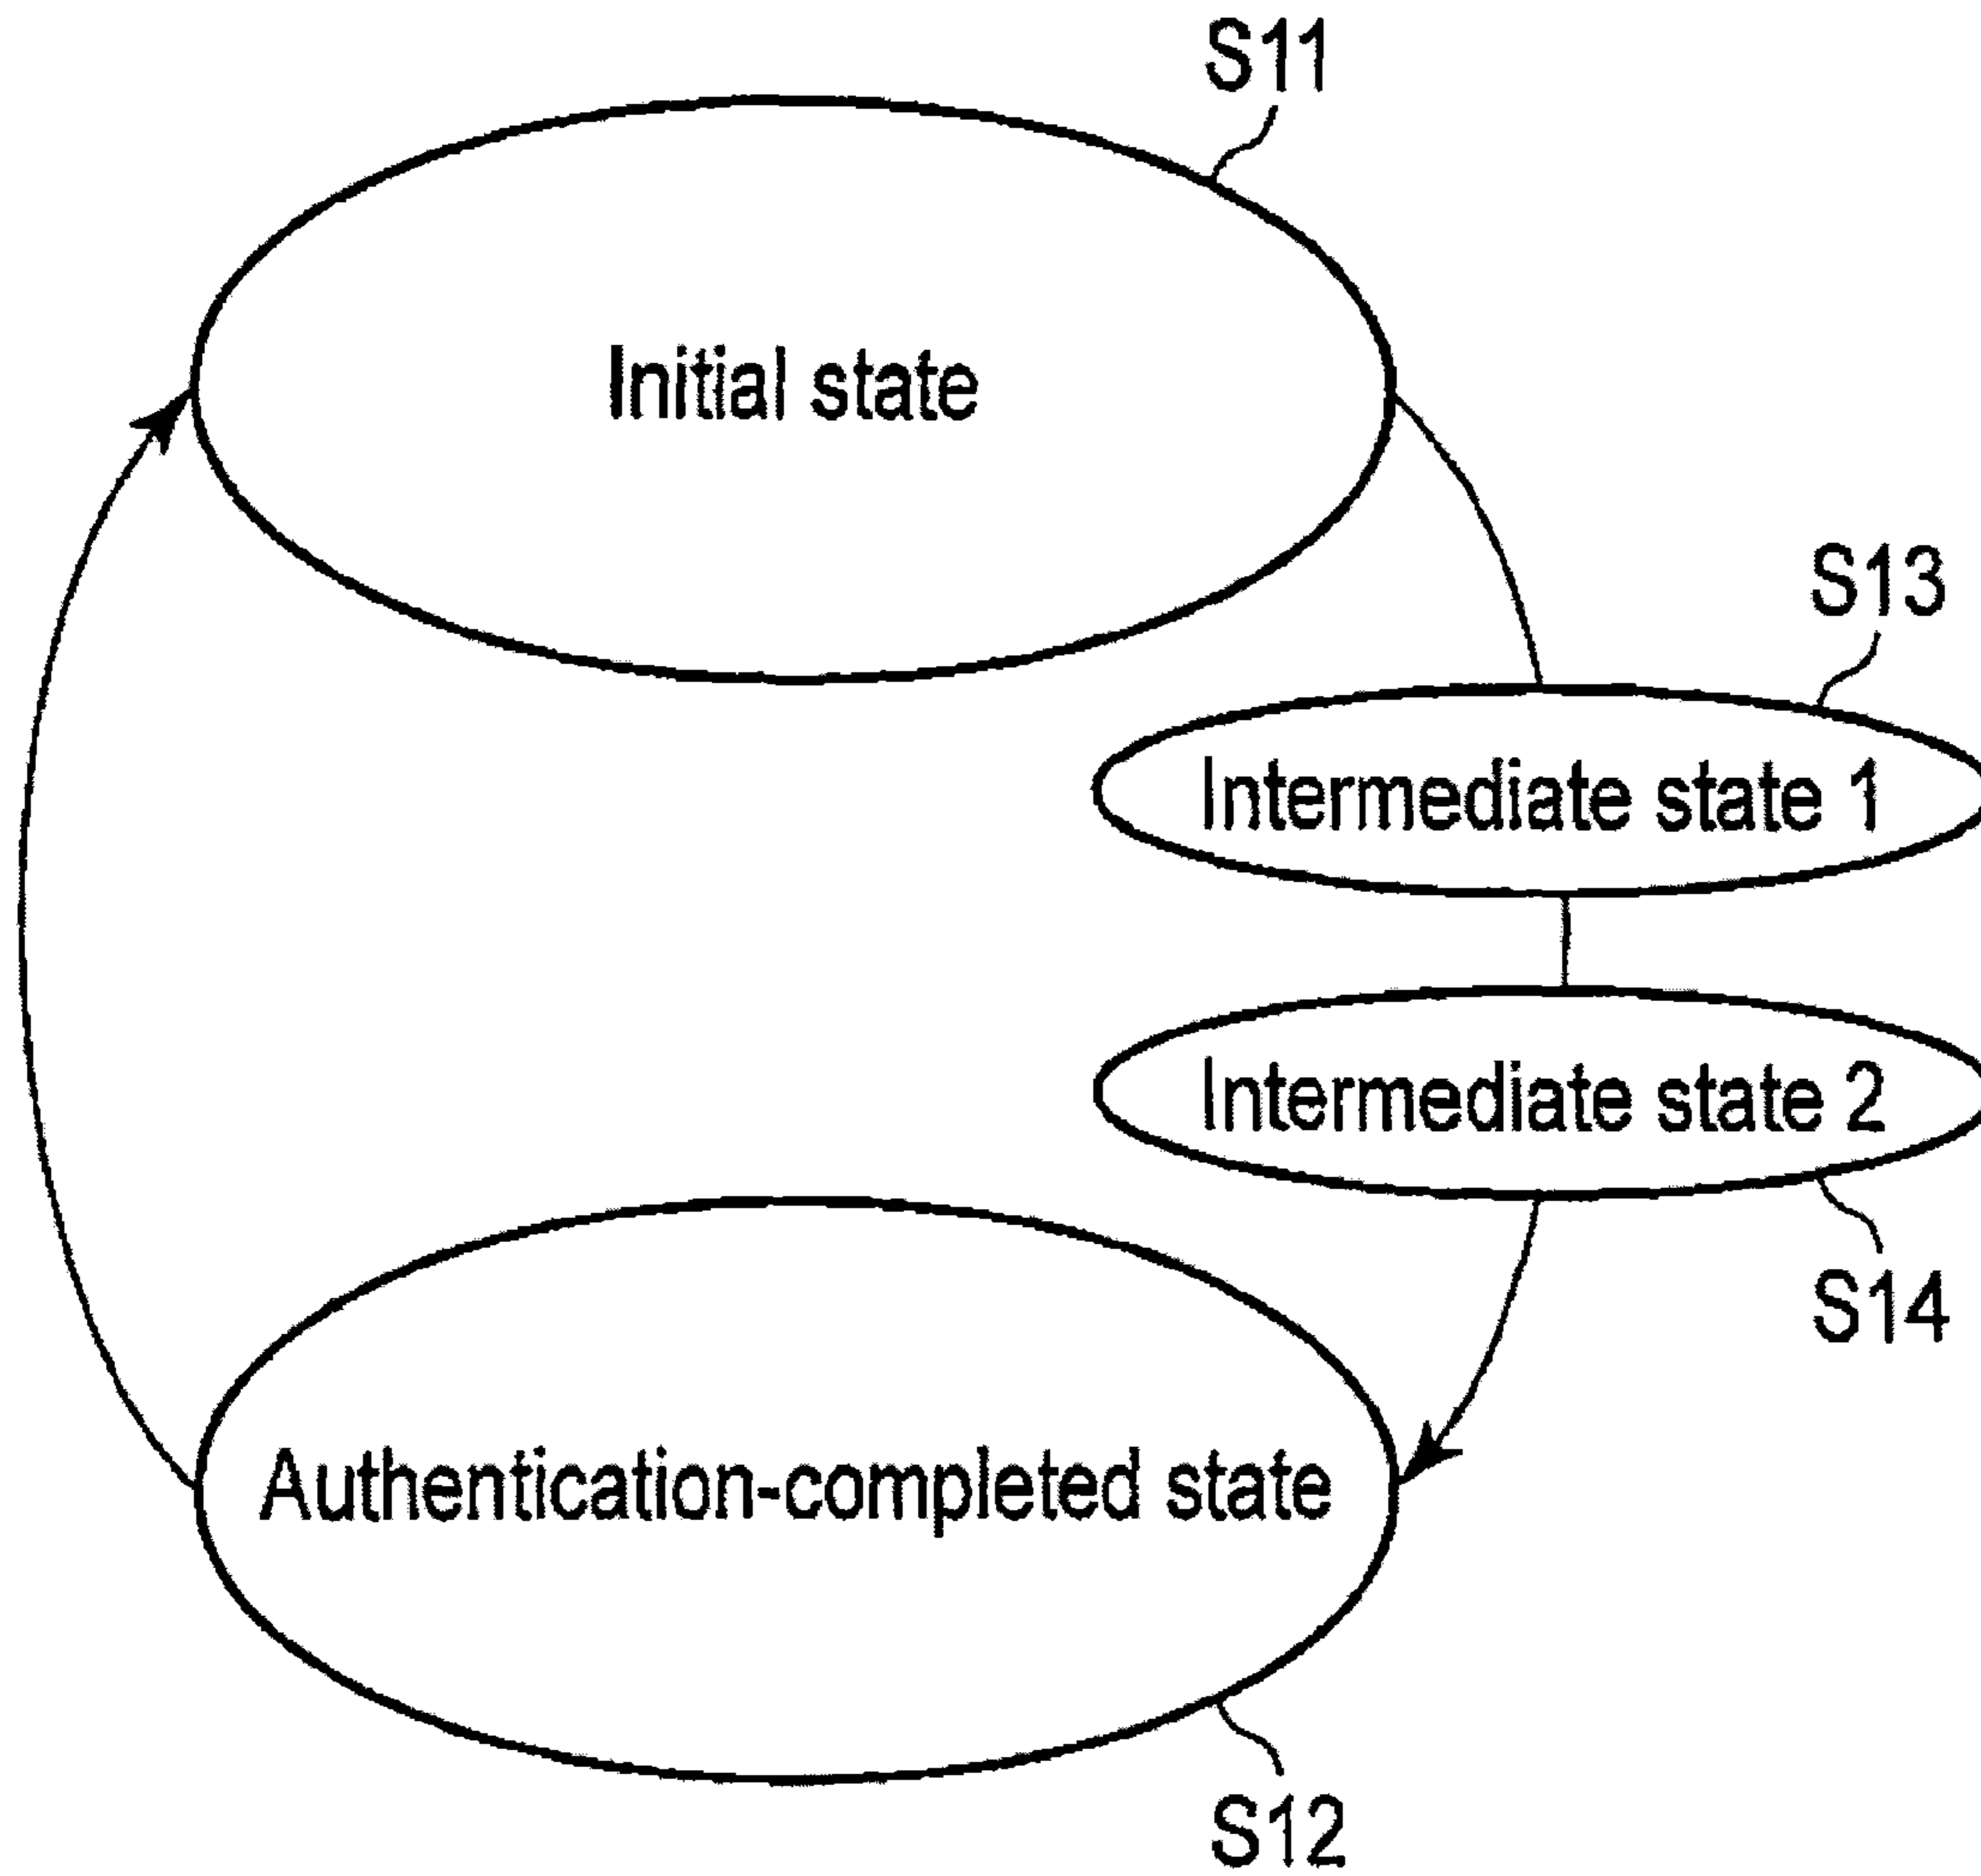 S11
Initial state
S13
Intermediate state 1
Intermediate state 2
S14
Authentication-completed state
S12